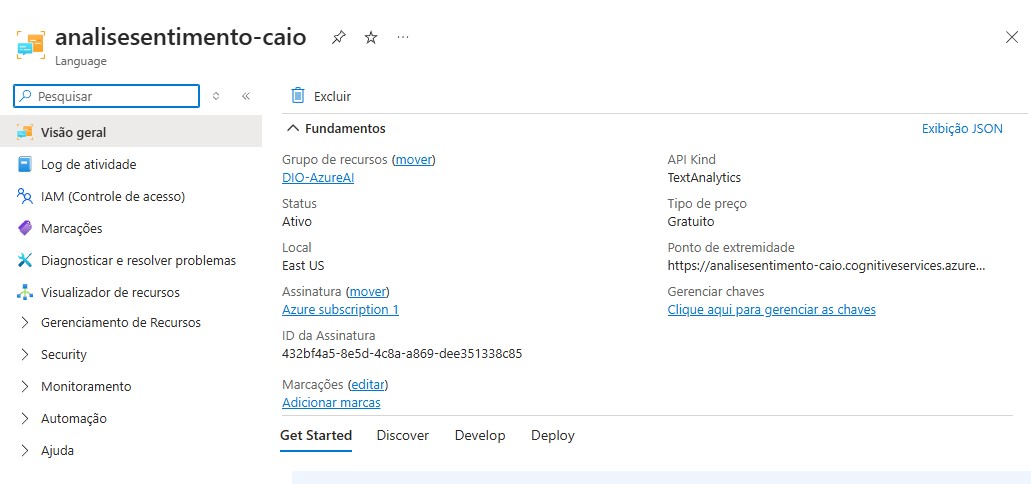 analisesentimento-caio
Language
Pesquisar
Visão geral
Log de atividade
IAM (Controle de acesso)
Marcações
Diagnosticar e resolver problemas
Visualizador de recursos
Gerenciamento de Recursos
Security
Monitoramento
Automação
Ajuda
Excluir
Fundamentos
Exibição JSON
Grupo de recursos (mover)
DIO-AzureAI
Status
Ativo
Local
East US
Assinatura (mover)
Azure subscription 1
ID da Assinatura
432bf4a5-8e5d-4c8a-a869-dee351338c85
Marcações (editar)
Adicionar marcas
API Kind
TextAnalytics
Tipo de preço
Gratuito
Ponto de extremidade
https://analisesentimento-caio.cognitiveservices.azure...
Gerenciar chaves
Clique aqui para gerenciar as chaves
Get Started Discover Develop Deploy